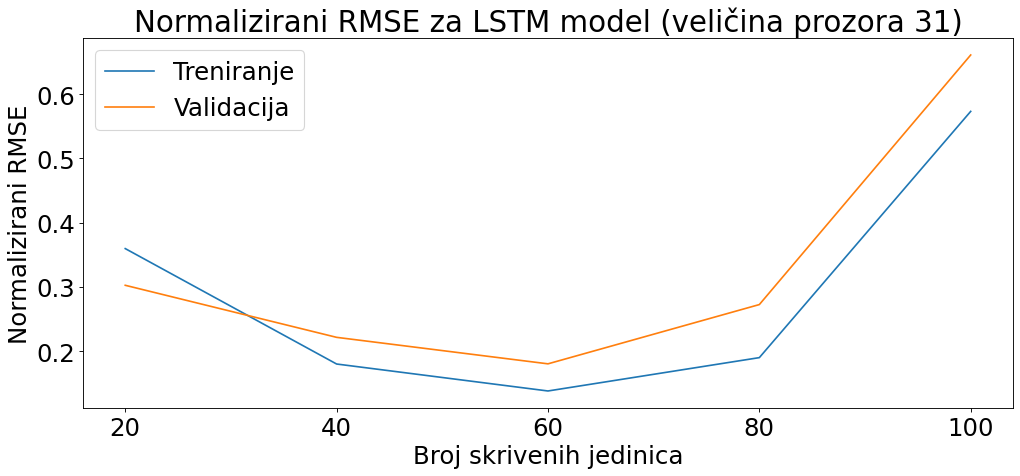 Normalizirani RMSE za LSTM model (veličina prozora 31)
Treniranje
Validacija
Normalizirani RMSE
0.6
0.5
0.4
0.3
0.2
20 40 60 80 100
Broj skrivenih jedinica